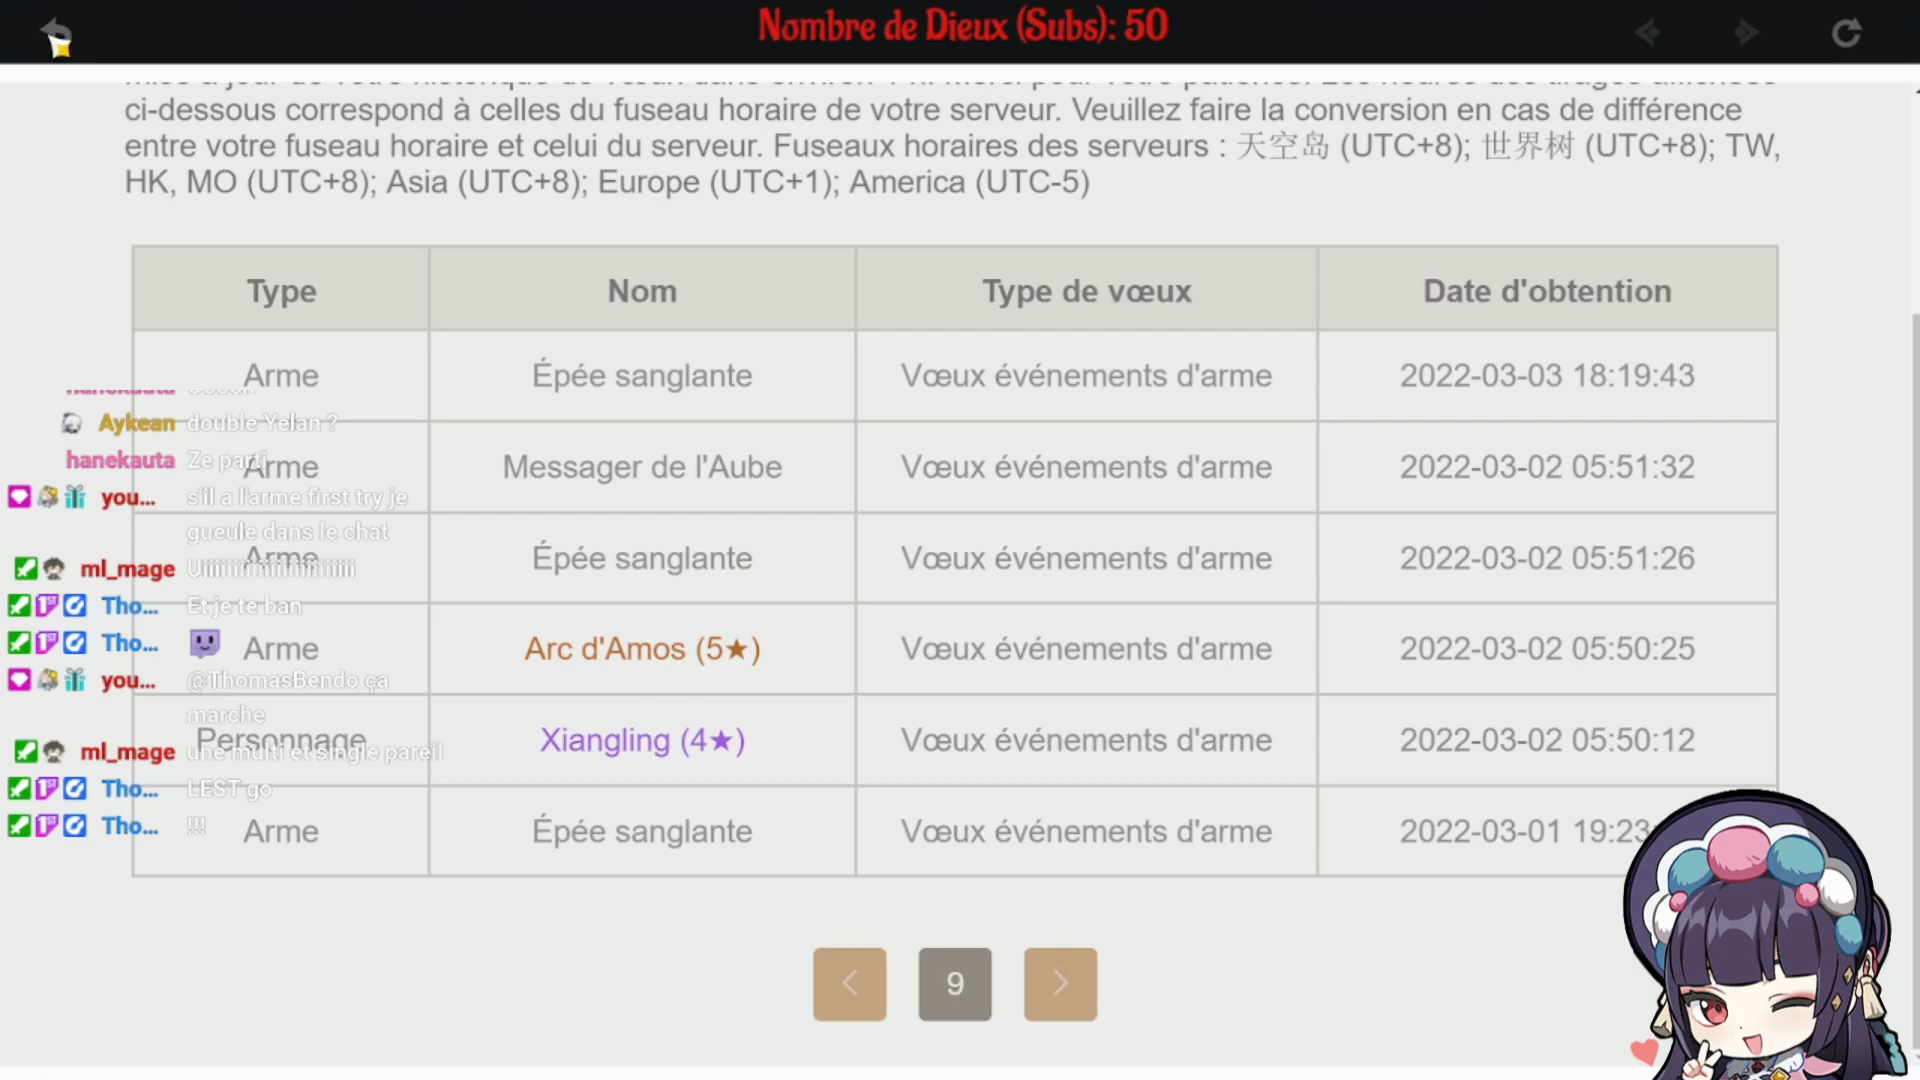 Nombre de Dieux (Subs): 50
ci-dessous correspond à celles du fuseau horaire de votre serveur. Veuillez faire la conversion en cas de différence
entre votre fuseau horaire et celui du serveur. Fuseaux horaires des serveurs : 天空岛 (UTC+8); 世界树 (UTC+8); TW,
HK, MO (UTC+8); Asia (UTC+8); Europe (UTC+1); America (UTC-5)
Type Nom Type de vœux Date d'obtention
Arme Épée sanglante Vœux événements d'arme 2022-03-03 18:19:43
Arme Messager de l'Aube Vœux événements d'arme 2022-03-02 05:51:32
Arme Épée sanglante Vœux événements d'arme 2022-03-02 05:51:26
Arme Arc d'Amos (5★) Vœux événements d'arme 2022-03-02 05:50:25
Personnage Xiangling (4★) Vœux événements d'arme 2022-03-02 05:50:12
Arme Épée sanglante Vœux événements d'arme 2022-03-01 19:23
hanekauta
Aykean double Yelan ?
hanekauta Ze parti
you... s'il a l'arme first try je
gueule dans le chat
ml_mage
Tho... Et je te ban
Tho...
you... @ThomasBendo ça
marche
ml_mage une multi et single pareil
Tho... LEST go
Tho... !!!
< 9 >